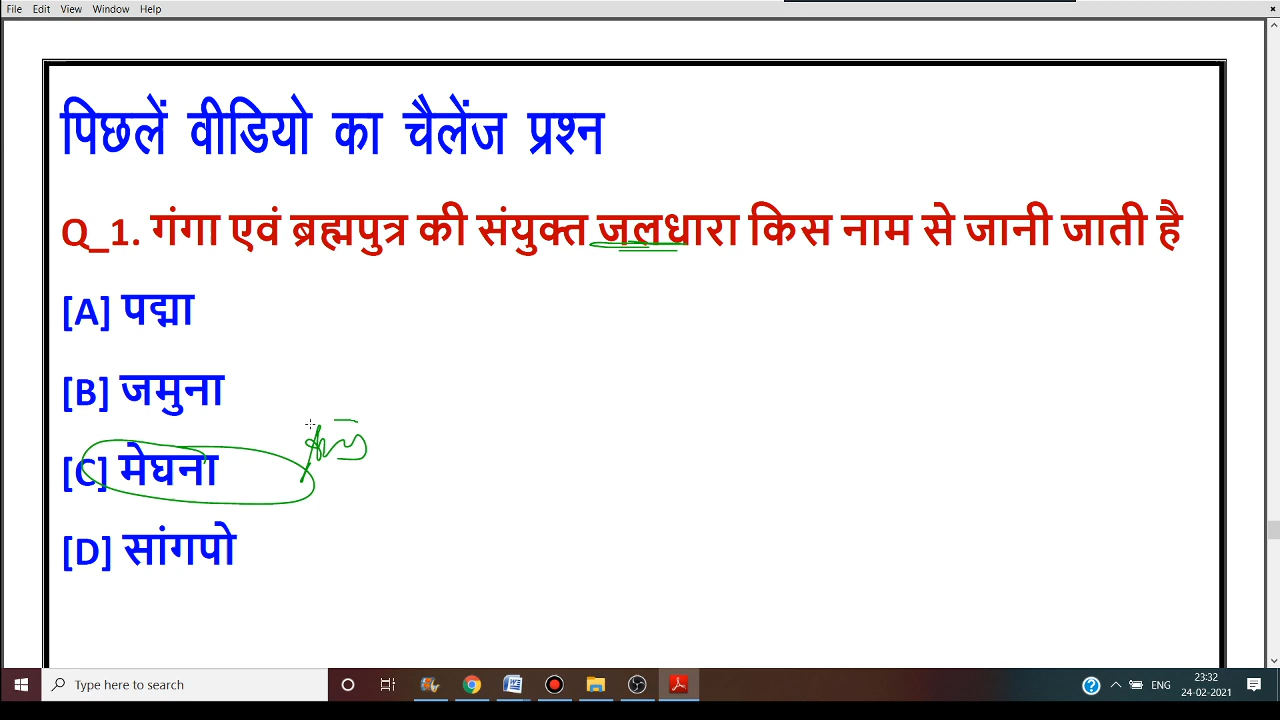 File Edit View Window Help
पिछलें वीडियो का चैलेंज प्रश्न
Q_1. गंगा एवं ब्रह्मपुत्र की संयुक्त जलधारा किस नाम से जानी जाती है
[A] पद्मा
[B] जमुना
[C] मेघना
Ans
[D] सांगपो
Type here to search
ENG
23:32
24-02-2021